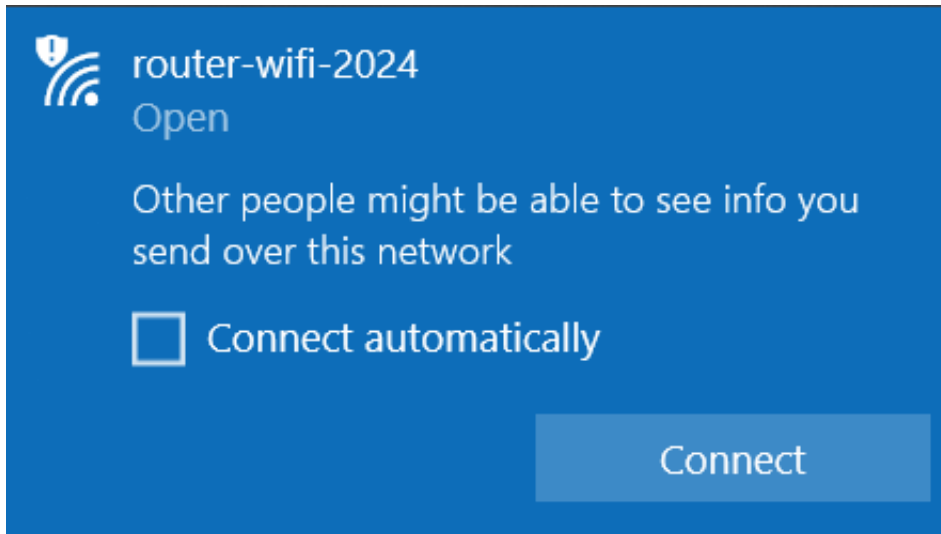 router-wifi-2024
Open
Other people might be able to see info you
send over this network
Connect automatically
Connect